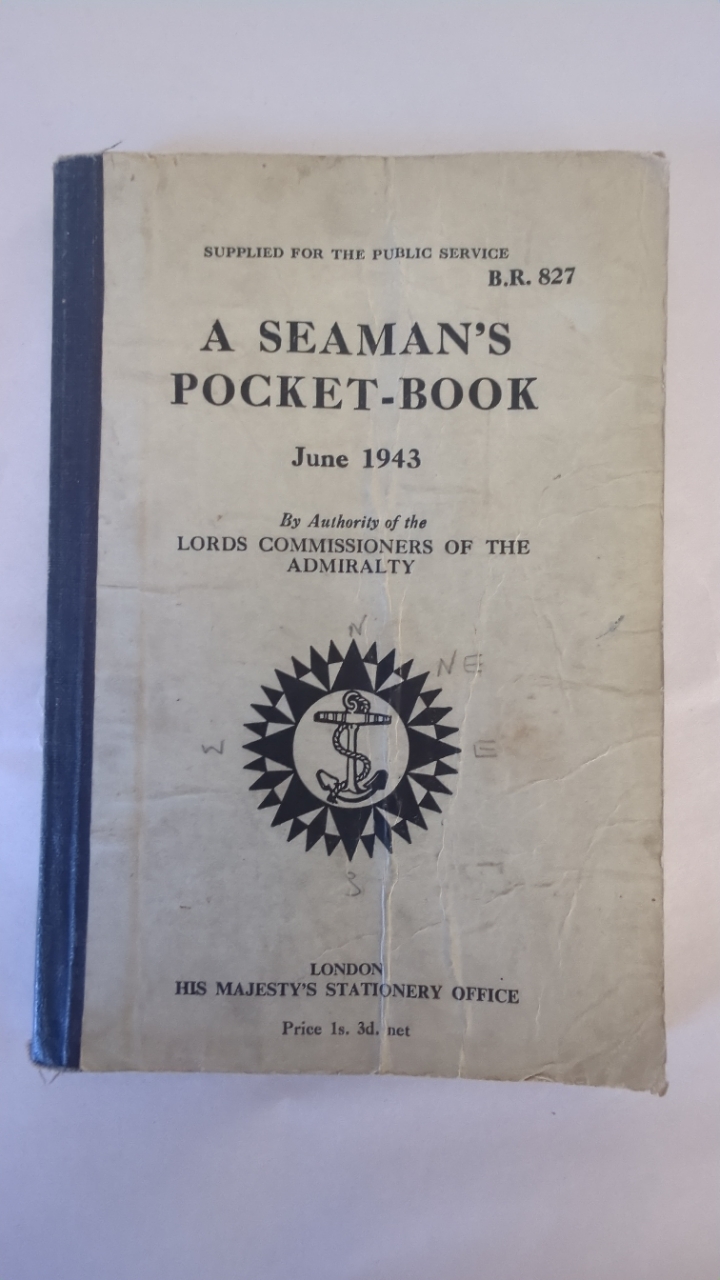 SUPPLIED FOR THE PUBLIC SERVICE
B.R. 827
A SEAMAN'S
POCKET-BOOK
June 1943
By Authority of the
LORDS COMMISSIONERS OF THE
ADMIRALTY
N
NE
W
E
S
LONDON
HIS MAJESTY'S STATIONERY OFFICE
Price 1s. 3d. net